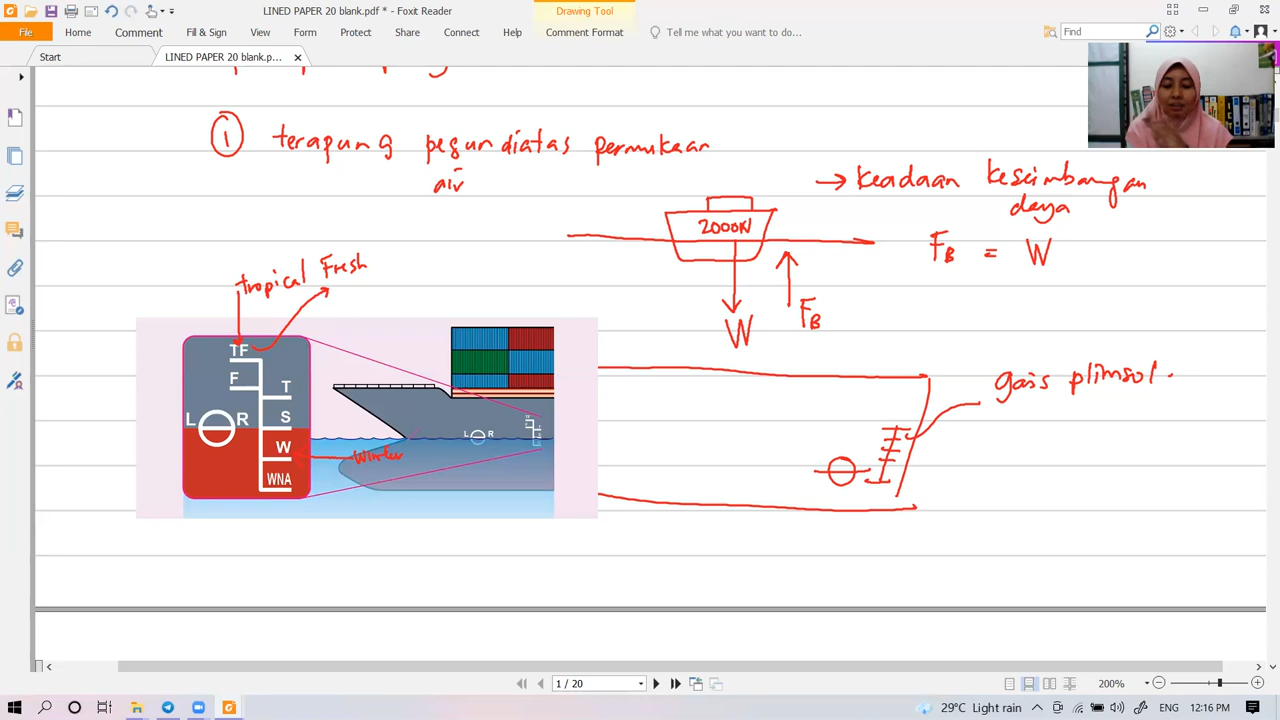 LINED PAPER 20 blank.pdf * - Foxit Reader
Drawing Tool
File
Home
Comment
Fill & Sign
View
Form
Protect
Share
Connect
Help
Comment Format
Tell me what you want to do...
Find
Start
LINED PAPER 20 blank.p...
1 terapung pegun diatas permukaan
air
→ keadaan keseimbangan
daya
2000N
FB = W
W
FB
tropical Fresh
TF
F
T
L R
S
W
WNA
L R
Winter
garis plimsol.
1 / 20
200%
29°C Light rain
ENG
12:16 PM